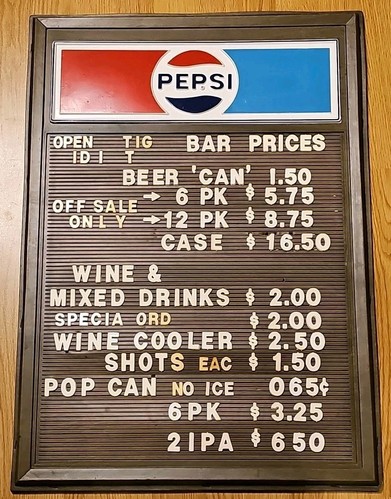 PEPSI
OPEN TIG BAR PRICES
IDI T
BEER 'CAN' 1.50
→ 6 PK $ 5.75
OFF SALE
ONLY → 12 PK $ 8.75
CASE $ 16.50
WINE &
MIXED DRINKS $ 2.00
SPECIA ORD $ 2.00
WINE COOLER $ 2.50
SHOTS EAC $ 1.50
POP CAN NO ICE 065¢
6PK $ 3.25
2IPA $ 650